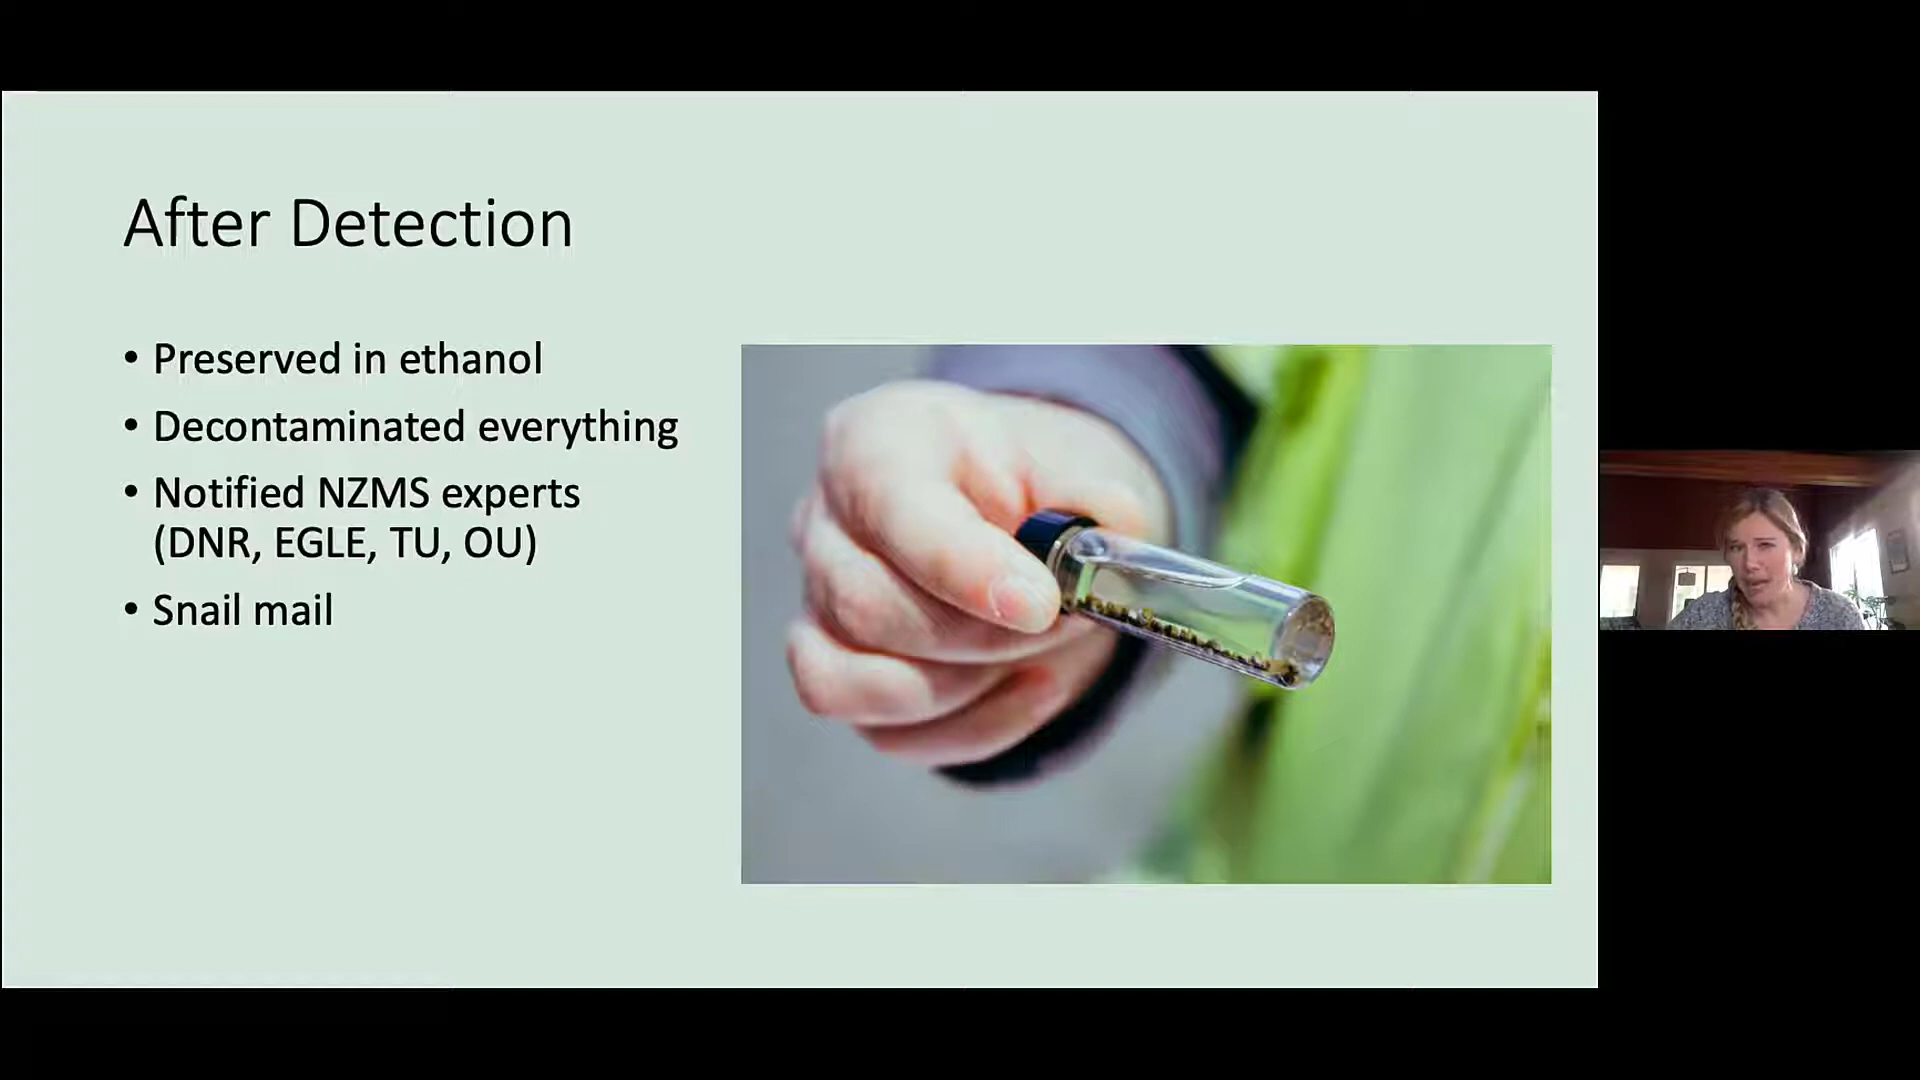 After Detection
• Preserved in ethanol
• Decontaminated everything
• Notified NZMS experts
(DNR, EGLE, TU, OU)
• Snail mail